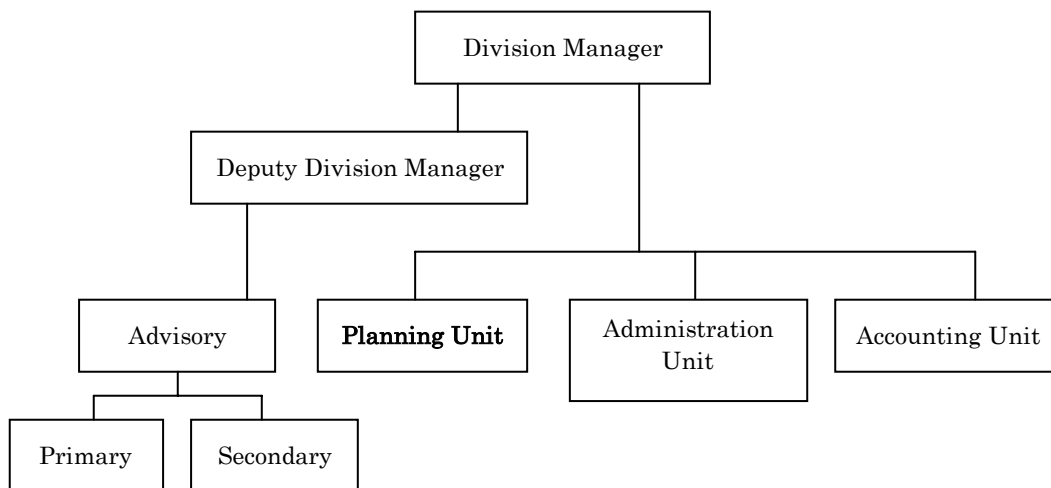 Division Manager
Deputy Division Manager
Advisory
Planning Unit
Administration
Unit
Accounting Unit
Primary
Secondary